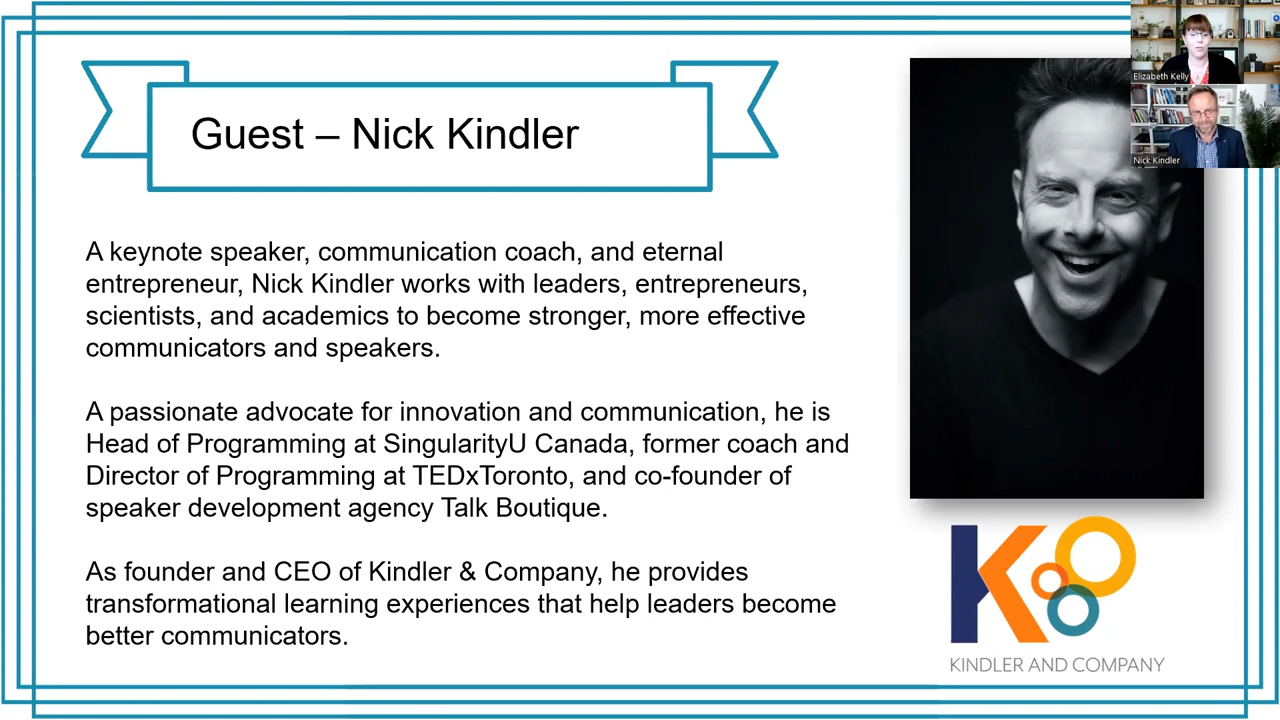 Guest – Nick Kindler
A keynote speaker, communication coach, and eternal
entrepreneur, Nick Kindler works with leaders, entrepreneurs,
scientists, and academics to become stronger, more effective
communicators and speakers.
A passionate advocate for innovation and communication, he is
Head of Programming at SingularityU Canada, former coach and
Director of Programming at TEDxToronto, and co-founder of
speaker development agency Talk Boutique.
As founder and CEO of Kindler & Company, he provides
transformational learning experiences that help leaders become
better communicators.
Elizabeth Kelly
Nick Kindler
K
KINDLER AND COMPANY